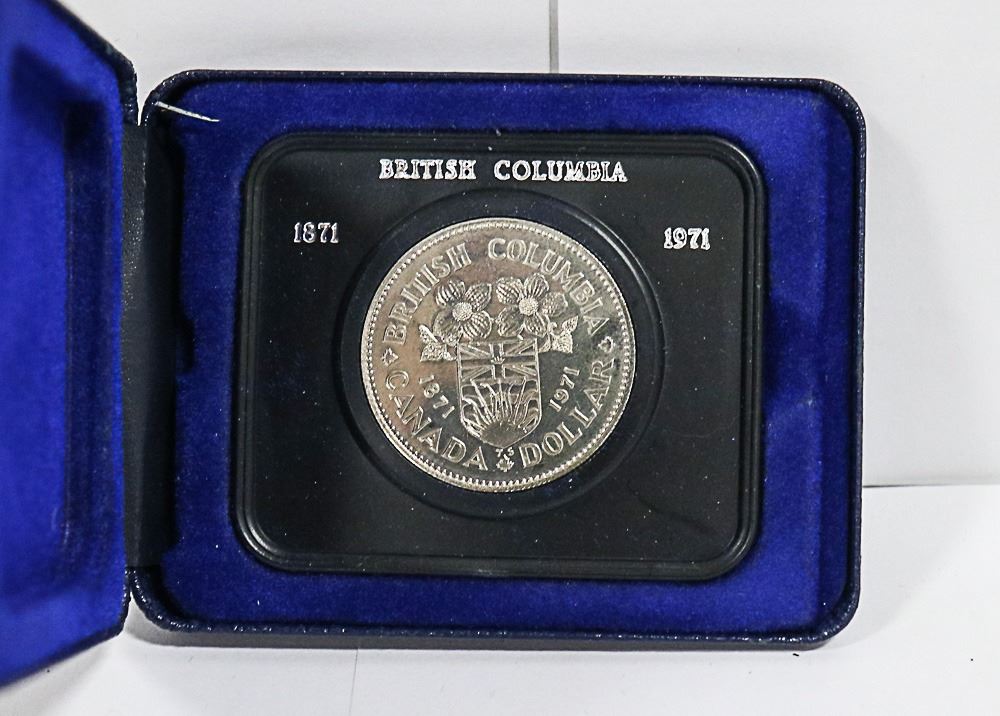 BRITISH COLUMBIA
1871
1971
BRITISH COLUMBIA
1871 1971
CANADA DOLLAR